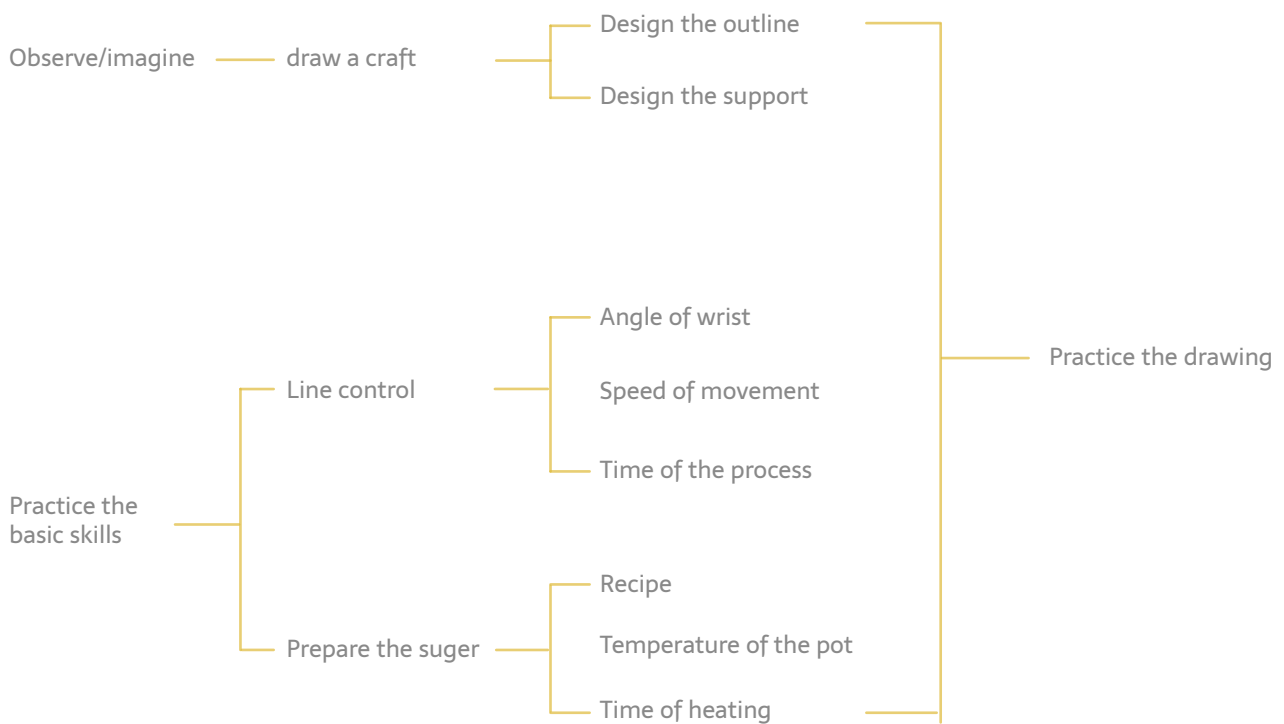 Design the outline
Observe/imagine
draw a craft
Design the support
Angle of wrist
Practice the drawing
Line control
Speed of movement
Time of the process
Practice the
basic skills
Recipe
Prepare the suger
Temperature of the pot
Time of heating